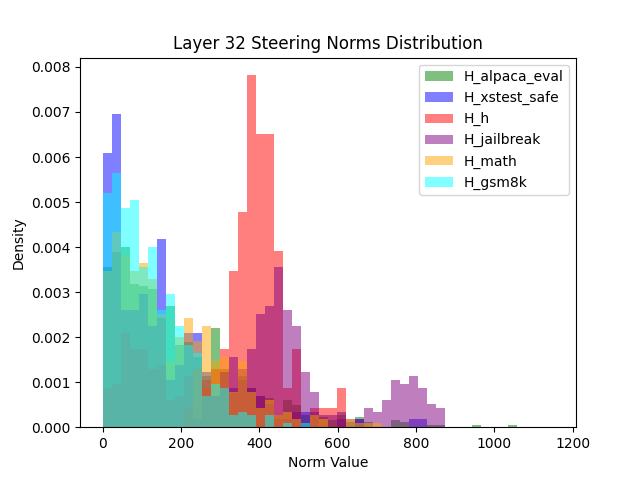 Layer 32 Steering Norms Distribution
H_alpaca_eval
H_xstest_safe
H_h
H_jailbreak
H_math
H_gsm8k
Density
0.008
0.007
0.006
0.005
0.004
0.003
0.002
0.001
0.000
0 200 400 600 800 1000 1200
Norm Value